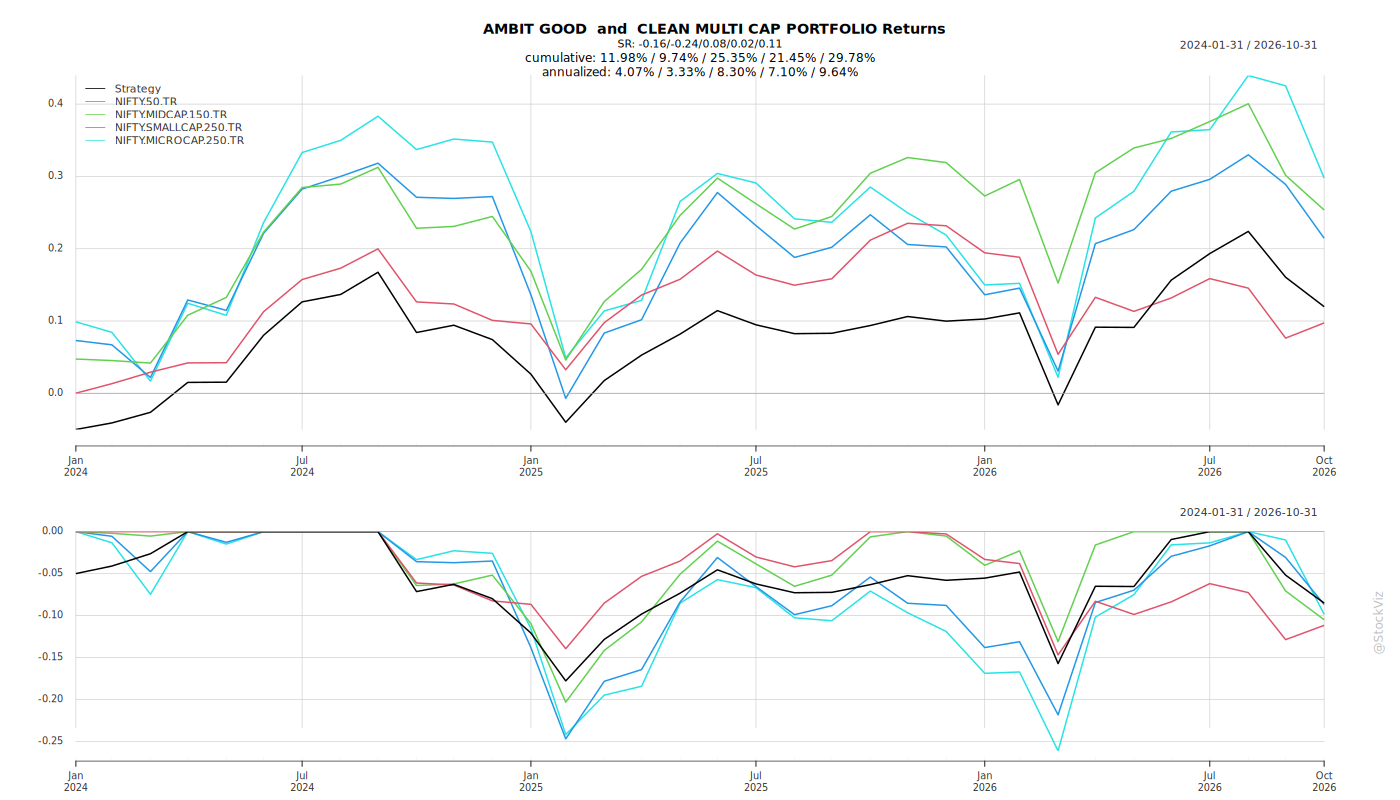 AMBIT GOOD  and  CLEAN MULTI CAP PORTFOLIO Returns
SR: -0.16/-0.24/0.08/0.02/0.11
cumulative: 11.98% / 9.74% / 25.35% / 21.45% / 29.78%
annualized: 4.07% / 3.33% / 8.30% / 7.10% / 9.64%
2024-01-31 / 2026-10-31
Strategy
NIFTY.50.TR
NIFTY.MIDCAP.150.TR
NIFTY.SMALLCAP.250.TR
NIFTY.MICROCAP.250.TR
0.4
0.3
0.2
0.1
0.0
Jan Jul Jan Jul Jan Jul Oct
2024 2024 2025 2025 2026 2026 2026
2024-01-31 / 2026-10-31
0.00
-0.05
-0.10
-0.15
-0.20
-0.25
Jan Jul Jan Jul Jan Jul Oct
2024 2024 2025 2025 2026 2026 2026
@StockViz